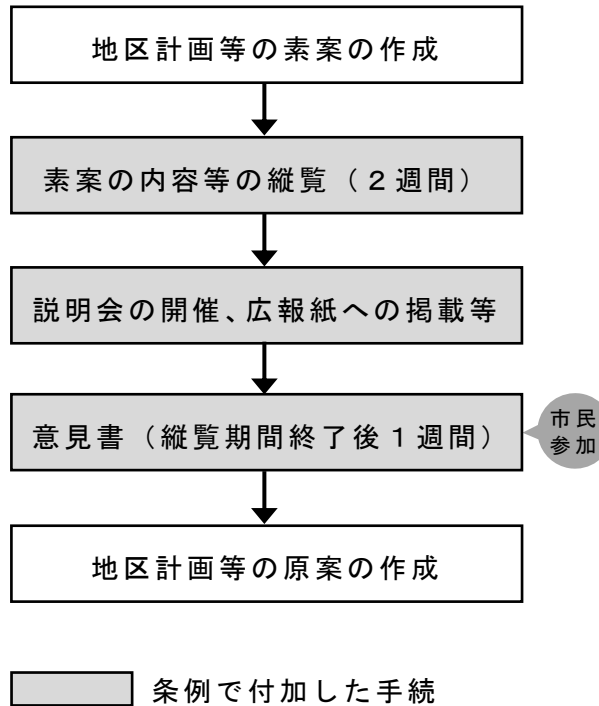 地区計画等の素案の作成
素案の内容等の縦覧（２週間）
説明会の開催、広報紙への掲載等
意見書（縦覧期間終了後１週間）
市民
参加
地区計画等の原案の作成
条例で付加した手続